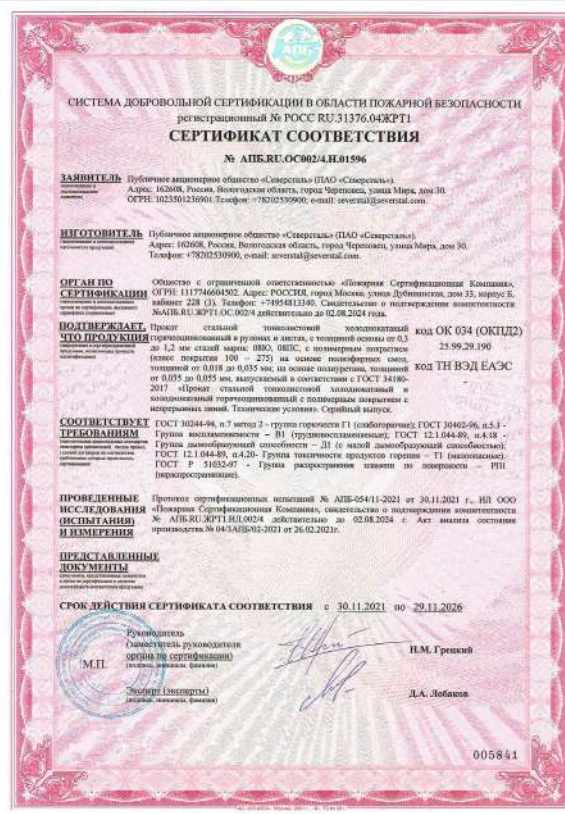 АПБ
СИСТЕМА ДОБРОВОЛЬНОЙ СЕРТИФИКАЦИИ В ОБЛАСТИ ПОЖАРНОЙ БЕЗОПАСНОСТИ
регистрационный № РОСС RU.31376.04ЖРТ1
СЕРТИФИКАТ СООТВЕТСТВИЯ
№ АПБ.RU.ОС002/4.Н.01596
ЗАЯВИТЕЛЬ Публичное акционерное общество «Северсталь» (ПАО «Северсталь»).
Адрес: 162608, Россия, Вологодская область, город Череповец, улица Мира, дом 30.
ОГРН: 1023501236901. Телефон: +78202530900; e-mail: severstal@severstal.com.
ИЗГОТОВИТЕЛЬ Публичное акционерное общество «Северсталь» (ПАО «Северсталь»).
Адрес: 162608, Россия, Вологодская область, город Череповец, улица Мира, дом 30.
Телефон: +78202530900, e-mail: severstal@severstal.com.
ОРГАН ПО СЕРТИФИКАЦИИ
Общество с ограниченной ответственностью «Пожарная Сертификационная Компания»,
ОГРН: 1117746604502. Адрес: РОССИЯ, город Москва, улица Дубининская, дом 33, корпус Б,
кабинет 228 (3). Телефон: +74954813340. Свидетельство о подтверждении компетентности
№АПБ.RU.ЖРТ1.ОС.002/4 действительно до 02.08.2024 года.
ПОДТВЕРЖДАЕТ, ЧТО ПРОДУКЦИЯ
Прокат стальной тонколистовой холоднокатаный
горячеоцинкованный в рулонах и листах, с толщиной основы от 0,3
до 1,2 мм сталей марок: 08Ю, 08ПС, с полимерным покрытием
(класс покрытия 100 – 275) на основе полиэфирных смол,
толщиной от 0,018 до 0,035 мм; на основе полиуретана, толщиной
от 0,035 до 0,055 мм, выпускаемый в соответствии с ГОСТ 34180-
2017 «Прокат стальной тонколистовой холоднокатаный и
холоднокатаный горячеоцинкованный с полимерным покрытием с
непрерывных линий. Технические условия». Серийный выпуск.
код ОК 034 (ОКПД2)
25.99.29.190
код ТН ВЭД ЕАЭС
-
СООТВЕТСТВУЕТ ТРЕБОВАНИЯМ
ГОСТ 30244-94, п.7 метод 2 - группа горючести Г1 (слабогорючие); ГОСТ 30402-96, п.5.1 -
Группа воспламеняемости – В1 (трудновоспламеняемые); ГОСТ 12.1.044-89, п.4.18 -
Группа дымообразующей способности – Д1 (с малой дымообразующей способностью);
ГОСТ 12.1.044-89, п.4.20- Группа токсичности продуктов горения – Т1 (малоопасные);
ГОСТ Р 51032-97 - Группа распространения пламени по поверхности – РП1
(нераспространяющие).
ПРОВЕДЕННЫЕ ИССЛЕДОВАНИЯ (ИСПЫТАНИЯ) И ИЗМЕРЕНИЯ
Протокол сертификационных испытаний № АПБ-054/11-2021 от 30.11.2021 г., ИЛ ООО
«Пожарная Сертификационная Компания», свидетельство о подтверждении компетентности
№ АПБ.RU.ЖРТ1.ИЛ.002/4 действительно до 02.08.2024 г. Акт анализа состояния
производства № 04/ЗАПБ/02-2021 от 26.02.2021г.
ПРЕДСТАВЛЕННЫЕ ДОКУМЕНТЫ
СРОК ДЕЙСТВИЯ СЕРТИФИКАТА СООТВЕТСТВИЯ с 30.11.2021 по 29.11.2026
М.П.
Руководитель
(заместитель руководителя
органа по сертификации)
(подпись, инициалы, фамилия)
Н.М. Грецкий
Эксперт (эксперты)
(подпись, инициалы, фамилия)
Д.А. Лобаков
005841